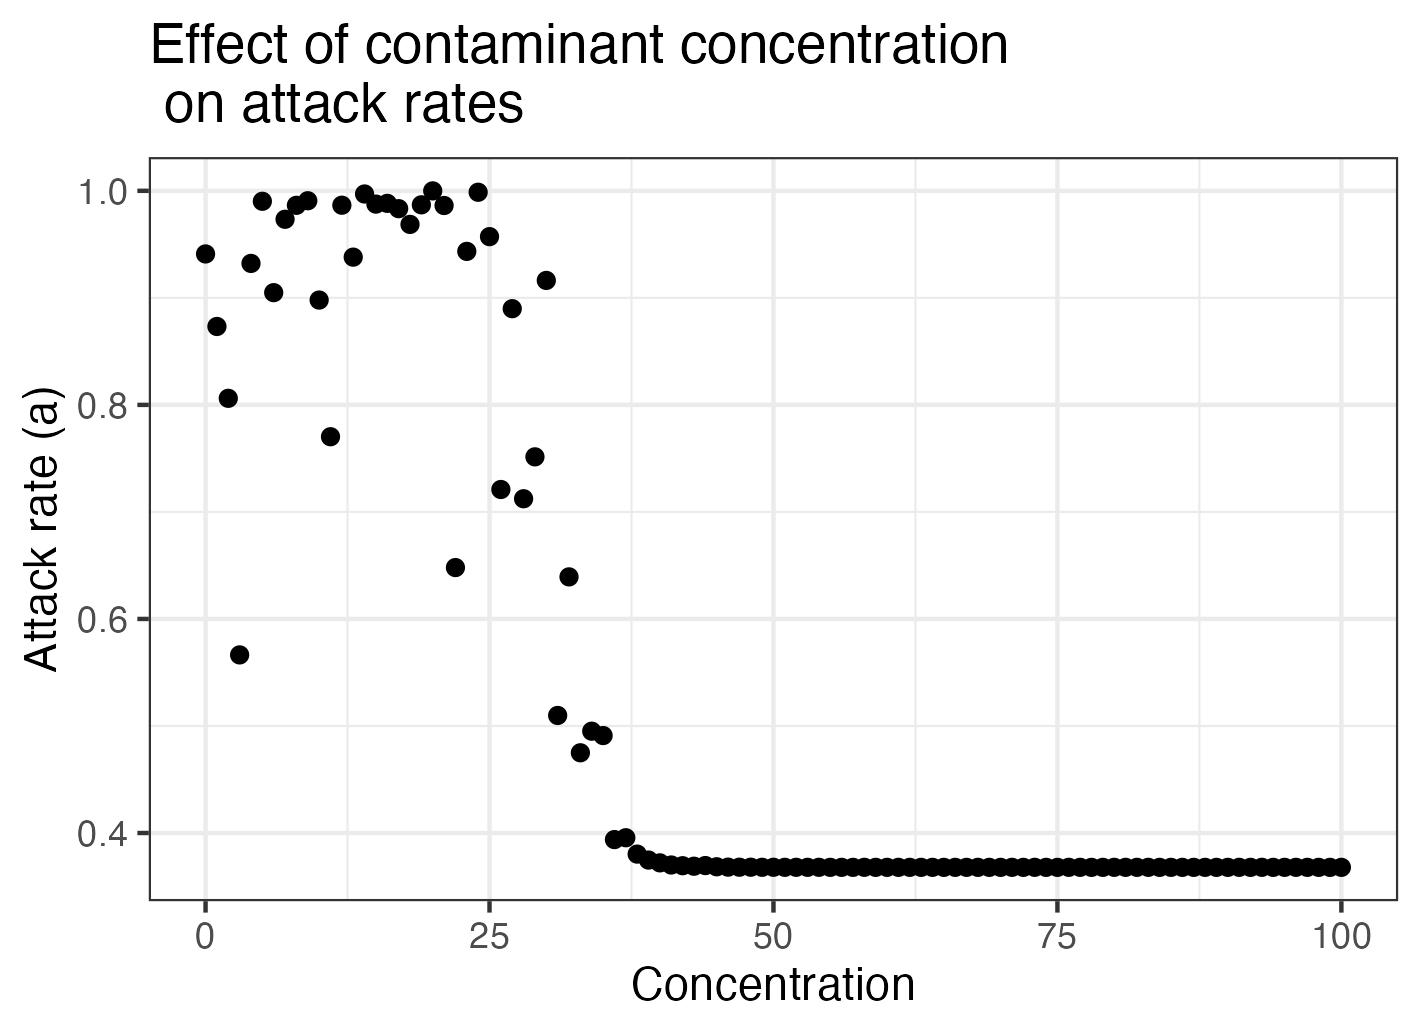 Effect of contaminant concentration
on attack rates
Attack rate (a)
1.0
0.8
0.6
0.4
0
25
50
75
100
Concentration